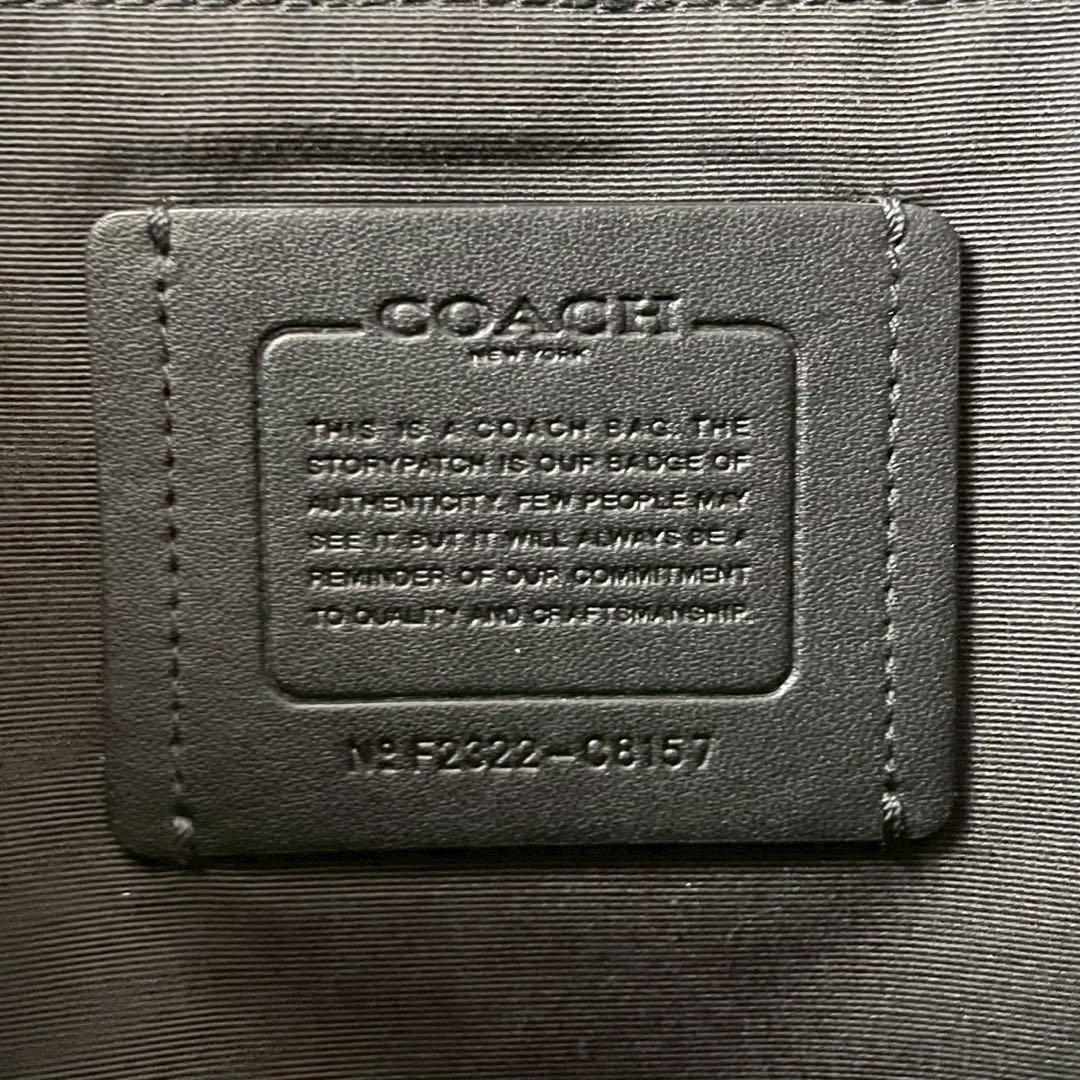 COACH
NEW YORK
THIS IS A COACH BAG. THE
STORYPATCH IS OUR BADGE OF
AUTHENTICITY. FEW PEOPLE MAY
SEE IT. BUT IT WILL ALWAYS BE A
REMINDER OF OUR COMMITMENT
TO QUALITY AND CRAFTSMANSHIP.
Nº F2322-C8157